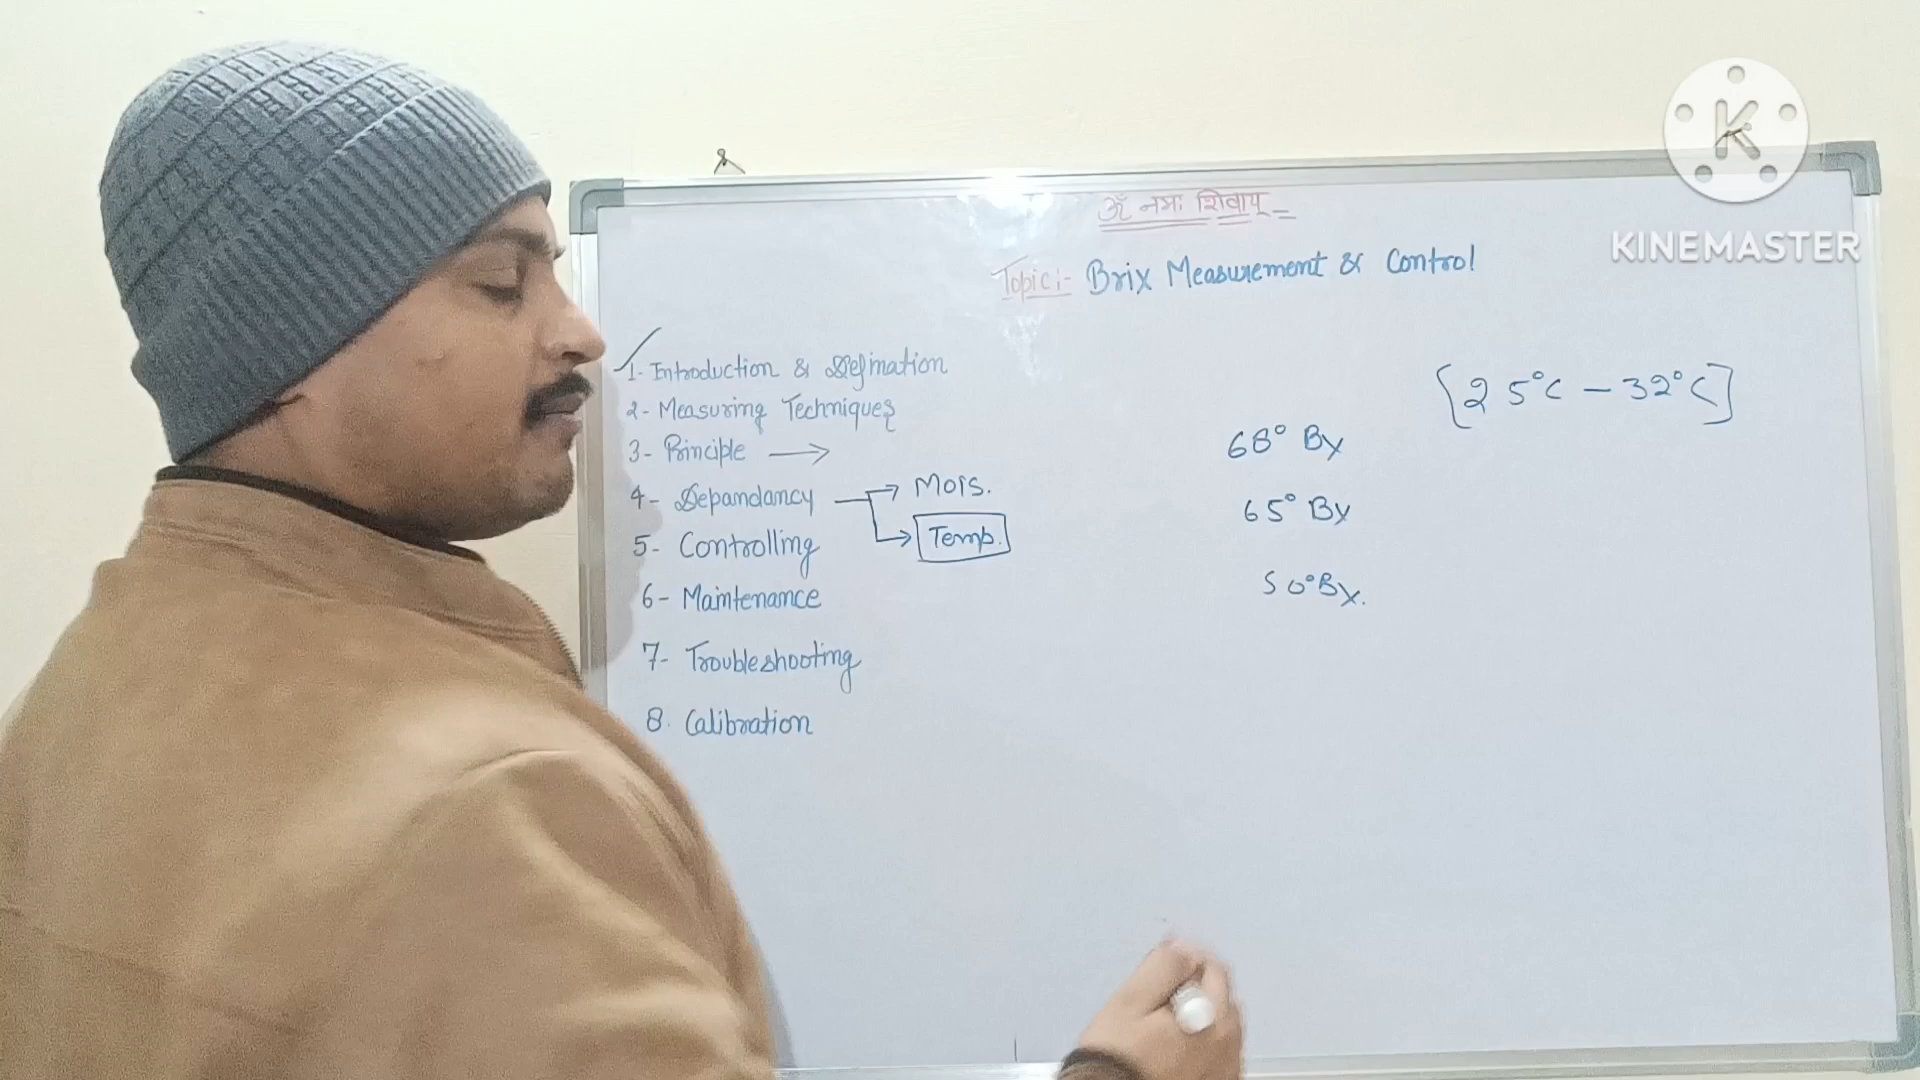 ॐ नमः शिवाय
Topic:- Brix Measurement & Control
1- Introduction & Defination
2- Measuring Techniques
3- Principle →
4- Depandancy → Mois.
→ Temp.
5- Controlling
6- Maintenance
7- Troubleshooting
8. Calibration
[25°C - 32°C]
68° Bx
65° Bx
50°Bx.
K
KINEMASTER